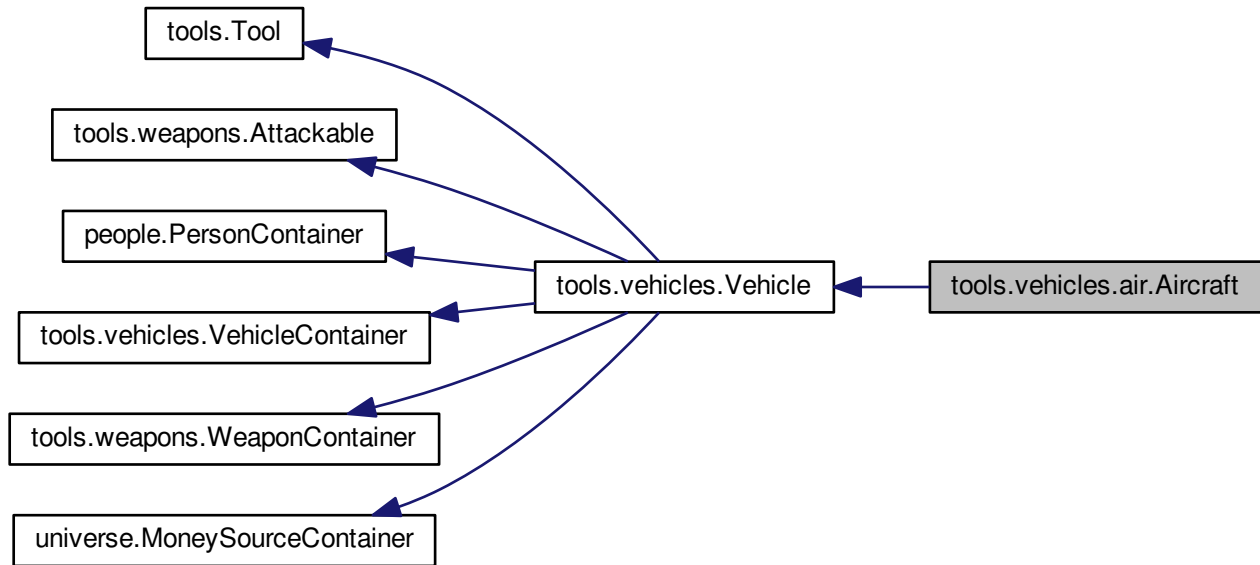 tools.Tool
tools.weapons.Attackable
people.PersonContainer
tools.vehicles.VehicleContainer
tools.weapons.WeaponContainer
universe.MoneySourceContainer
tools.vehicles.Vehicle
tools.vehicles.air.Aircraft